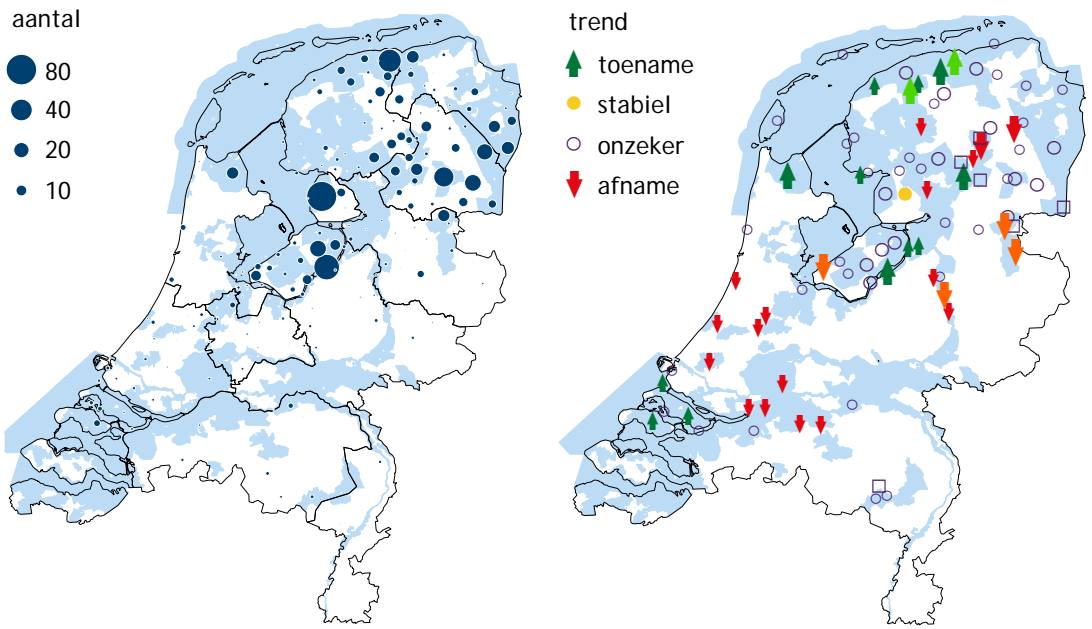 aantal
80
40
20
10
trend
toename
stabiel
onzeker
afname